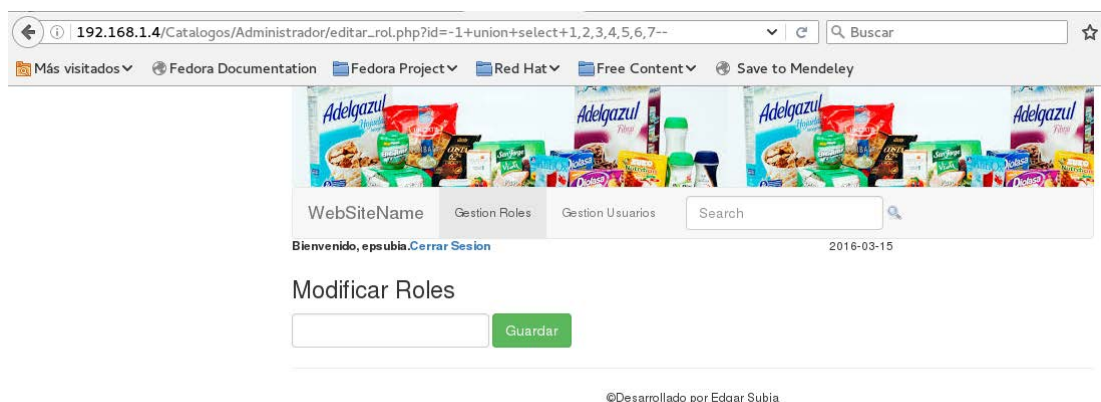 192.168.1.4/Catalogos/Administrador/editar_rol.php?id=-1+union+select+1,2,3,4,5,6,7--
Buscar
Más visitados
Fedora Documentation
Fedora Project
Red Hat
Free Content
Save to Mendeley
Adelgazul
Adelgazul
Adelgazul
Adelgazul
WebSiteName
Gestion Roles
Gestion Usuarios
Search
Bienvenido, epsubia.Cerrar Sesion
2016-03-15
Modificar Roles
Guardar
©Desarrollado por Edgar Subia